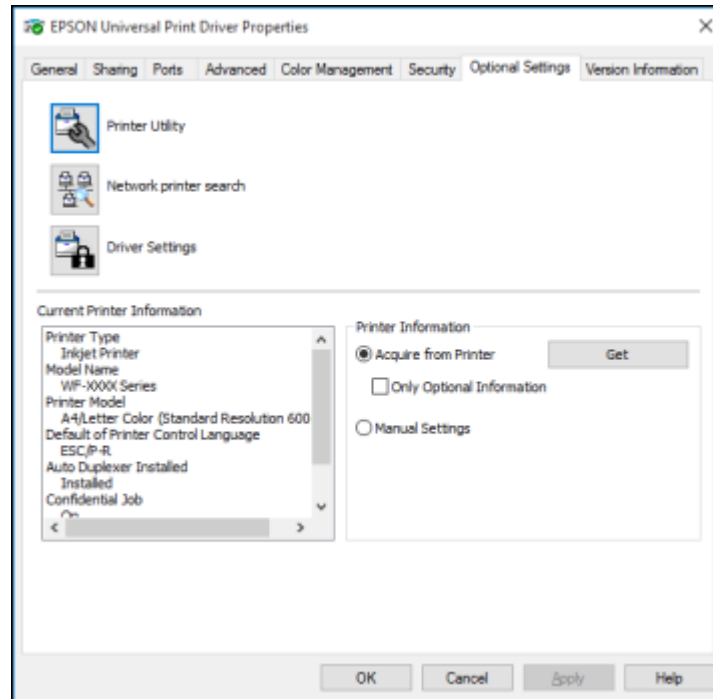 EPSON Universal Print Driver Properties
General Sharing Ports Advanced Color Management Security Optional Settings Version Information
Printer Utility
Network printer search
Driver Settings
Current Printer Information
Printer Type
Inkjet Printer
Model Name
WF-XXXX Series
Printer Model
A4/Letter Color (Standard Resolution 600
Default of Printer Control Language
ESC/P-R
Auto Duplexer Installed
Installed
Confidential Job
On
Printer Information
Acquire from Printer Get
Only Optional Information
Manual Settings
OK Cancel Apply Help